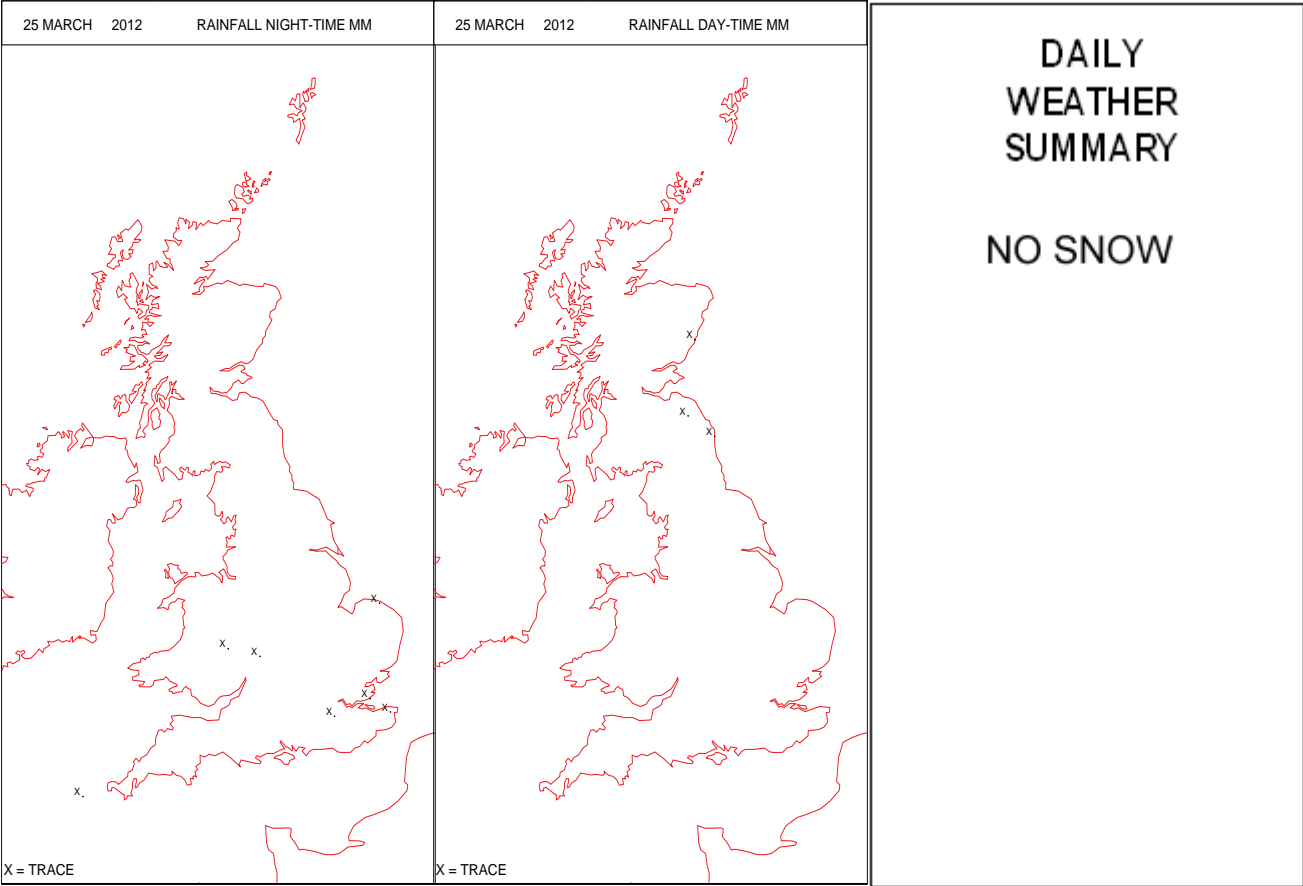 25 MARCH 2012 RAINFALL NIGHT-TIME MM
X.
X.
X.
X.
X.
X.
X.
X = TRACE
25 MARCH 2012 RAINFALL DAY-TIME MM
X.
X.
X.
X = TRACE
DAILY
WEATHER
SUMMARY
NO SNOW